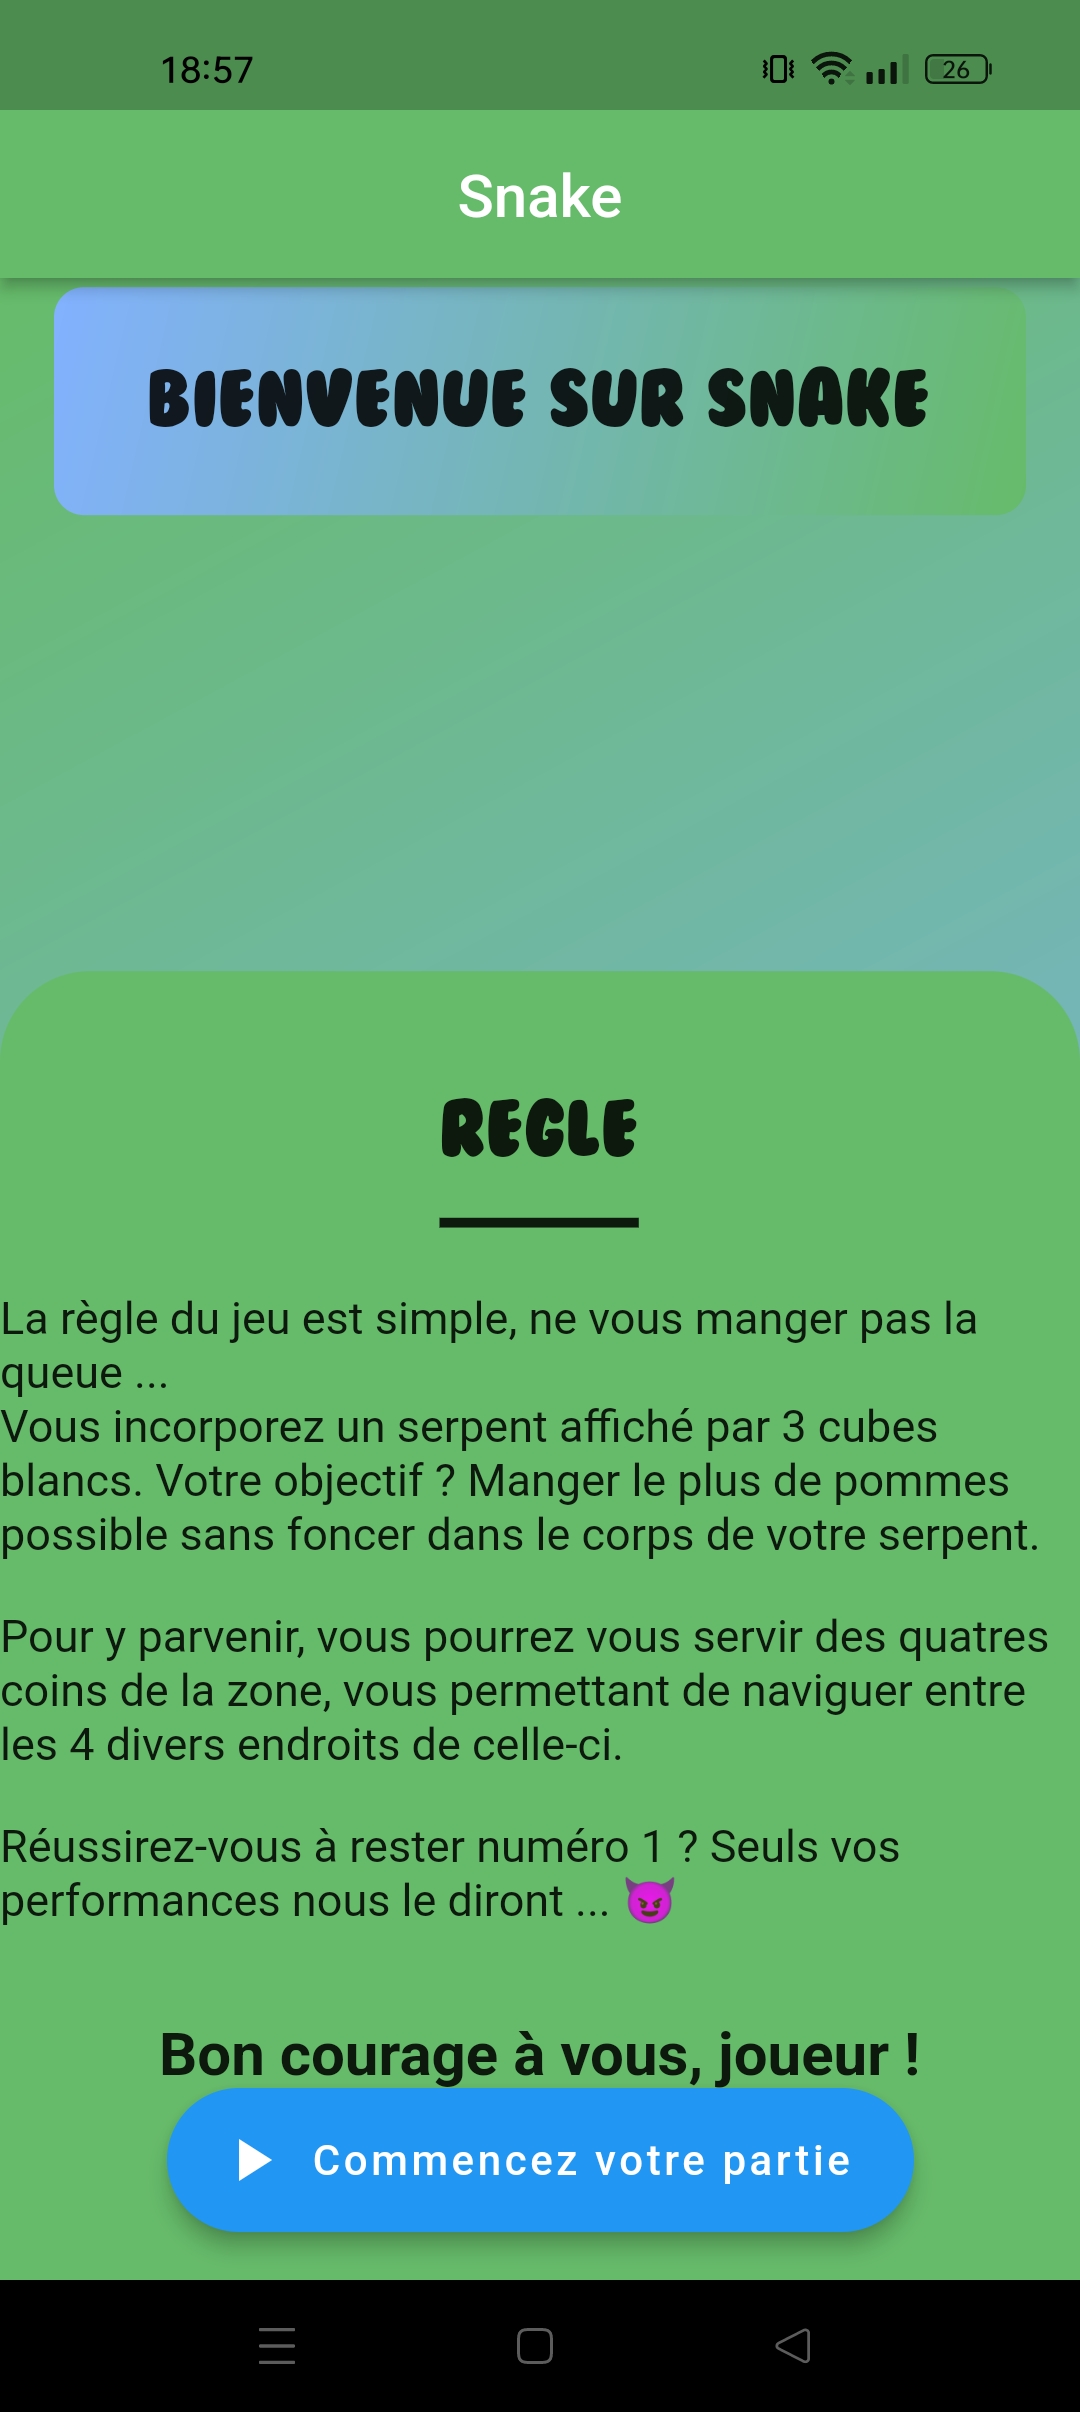 18:57
26
Snake
BIENVENUE SUR SNAKE
REGLE
La règle du jeu est simple, ne vous manger pas la
queue ...
Vous incorporez un serpent affiché par 3 cubes
blancs. Votre objectif ? Manger le plus de pommes
possible sans foncer dans le corps de votre serpent.
Pour y parvenir, vous pourrez vous servir des quatres
coins de la zone, vous permettant de naviguer entre
les 4 divers endroits de celle-ci.
Réussirez-vous à rester numéro 1 ? Seuls vos
performances nous le diront ... 😈
Bon courage à vous, joueur !
Commencez votre partie